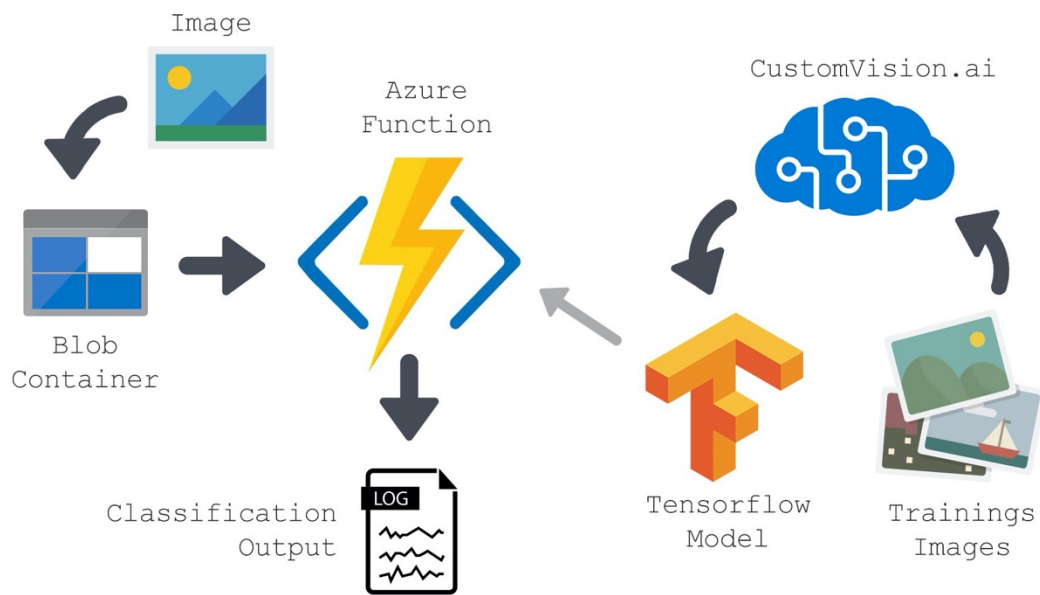 Image
CustomVision.ai
Azure
Function
Blob
Container
Classification
Output
LOG
Tensorflow
Model
Trainings
Images